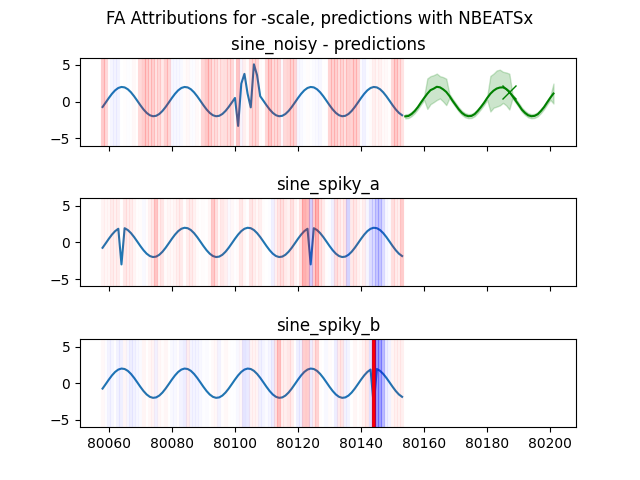 FA Attributions for -scale, predictions with NBEATSx
sine_noisy - predictions
5
0
−5
sine_spiky_a
5
0
−5
sine_spiky_b
5
0
−5
80060 80080 80100 80120 80140 80160 80180 80200